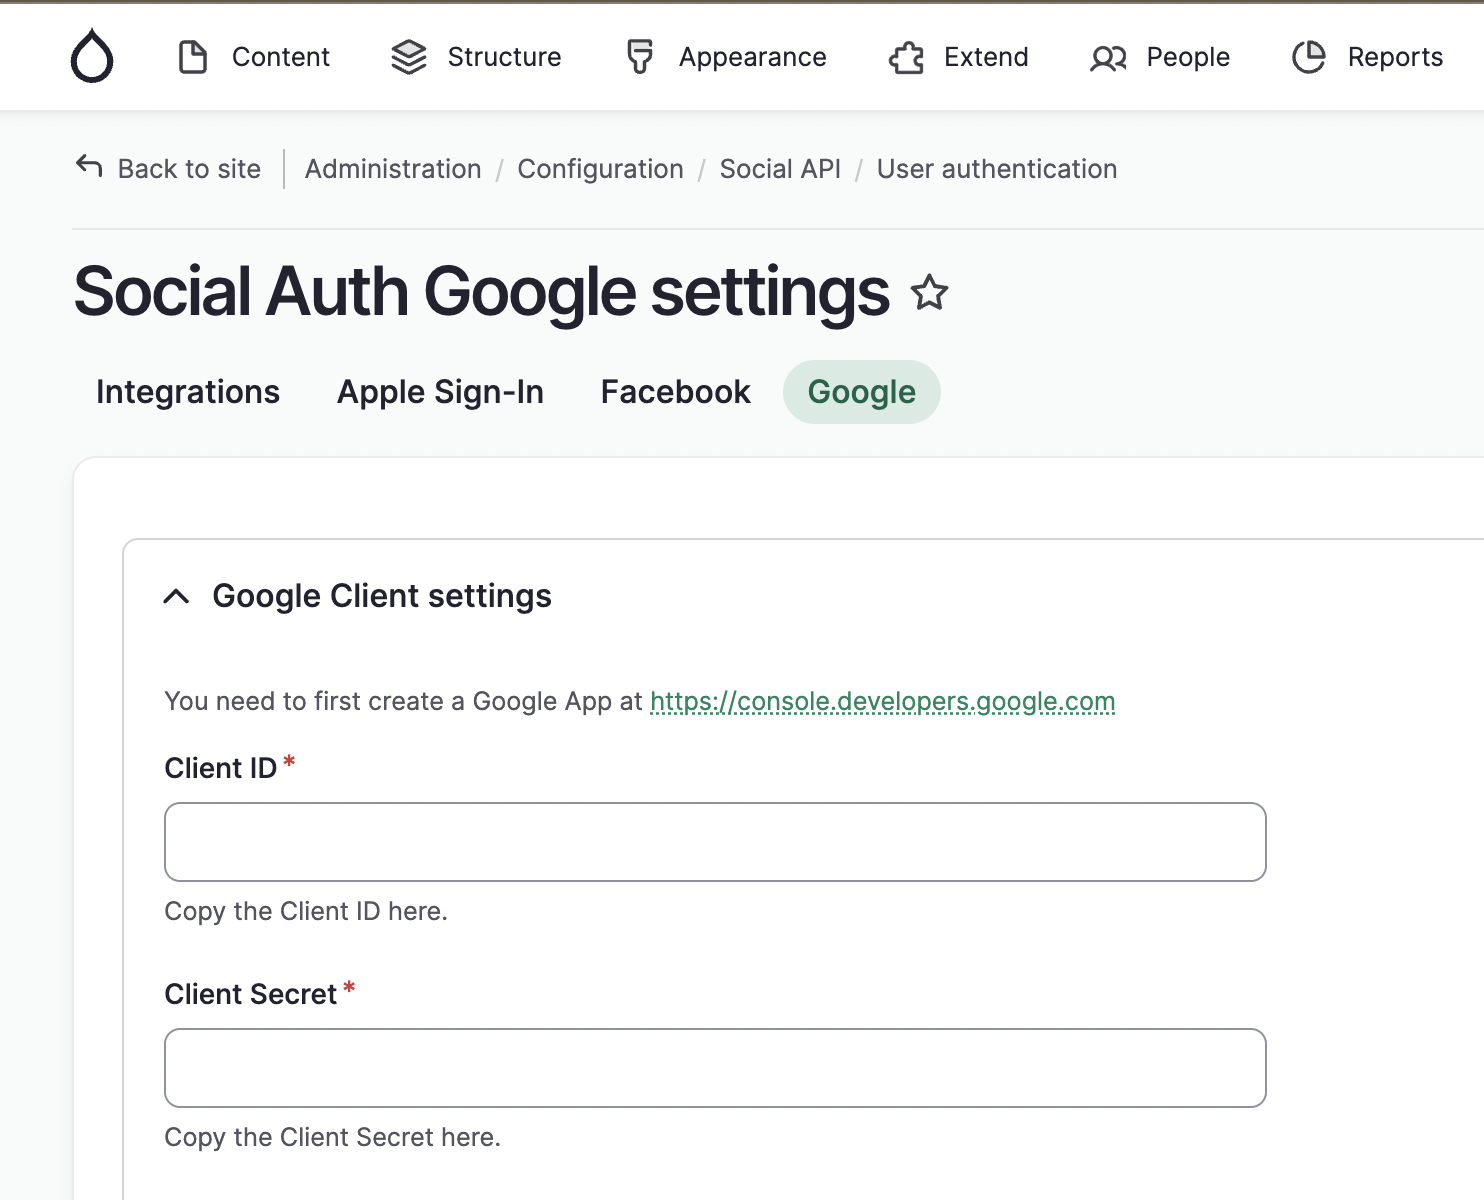 Content Structure Appearance Extend People Reports
Back to site Administration / Configuration / Social API / User authentication
Social Auth Google settings
Integrations Apple Sign-In Facebook Google
Google Client settings
You need to first create a Google App at https://console.developers.google.com
Client ID *
Copy the Client ID here.
Client Secret *
Copy the Client Secret here.